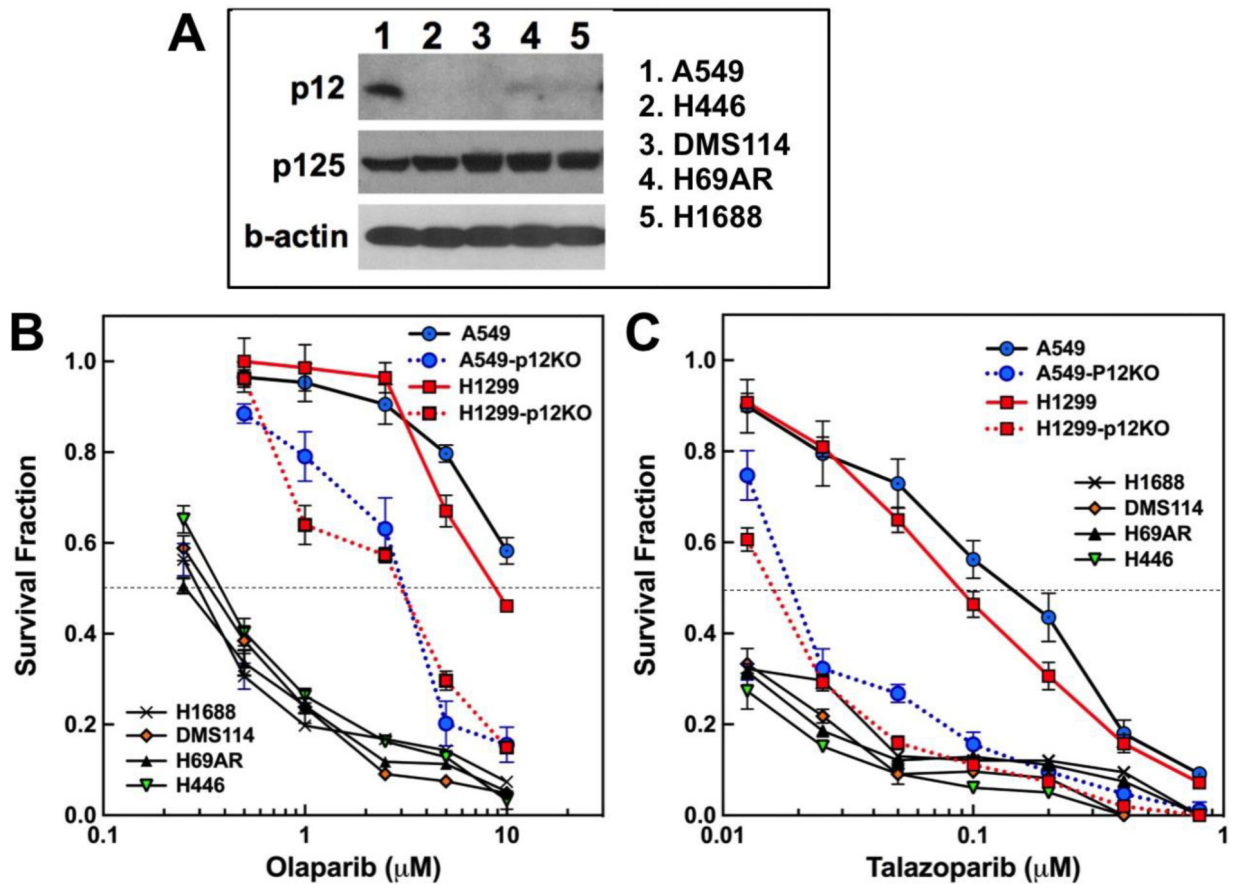 A
1 2 3 4 5
p12
p125
b-actin
1. A549
2. H446
3. DMS114
4. H69AR
5. H1688
B
A549
A549-p12KO
H1299
H1299-p12KO
1.0
0.8
0.6
0.4
0.2
0.0
Survival Fraction
H1688
DMS114
H69AR
H446
0.1
1
10
Olaparib (μM)
C
A549
A549-P12KO
H1299
H1299-p12KO
H1688
DMS114
H69AR
H446
1.0
0.8
0.6
0.4
0.2
0.0
Survival Fraction
0.01
0.1
1
Talazoparib (μM)